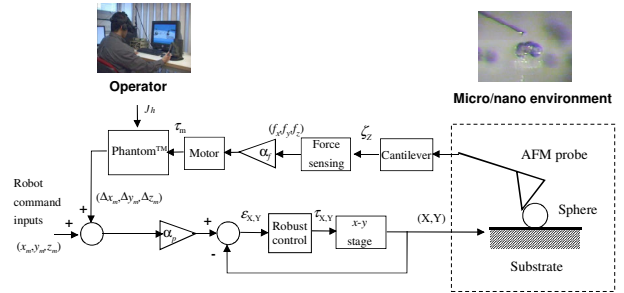 Operator
Micro/nano environment
J_h
τ_m
(f_x,f_y,f_z)
ζ_Z
Phantom™
Motor
α_f
Force
sensing
Cantilever
AFM probe
Robot
command
inputs
(Δx_m,Δy_m,Δz_m)
+
+
(x_m,y_m,z_m)
α_p
+
-
ε_X,Y
Robust
control
τ_X,Y
x-y
stage
(X,Y)
Sphere
Substrate